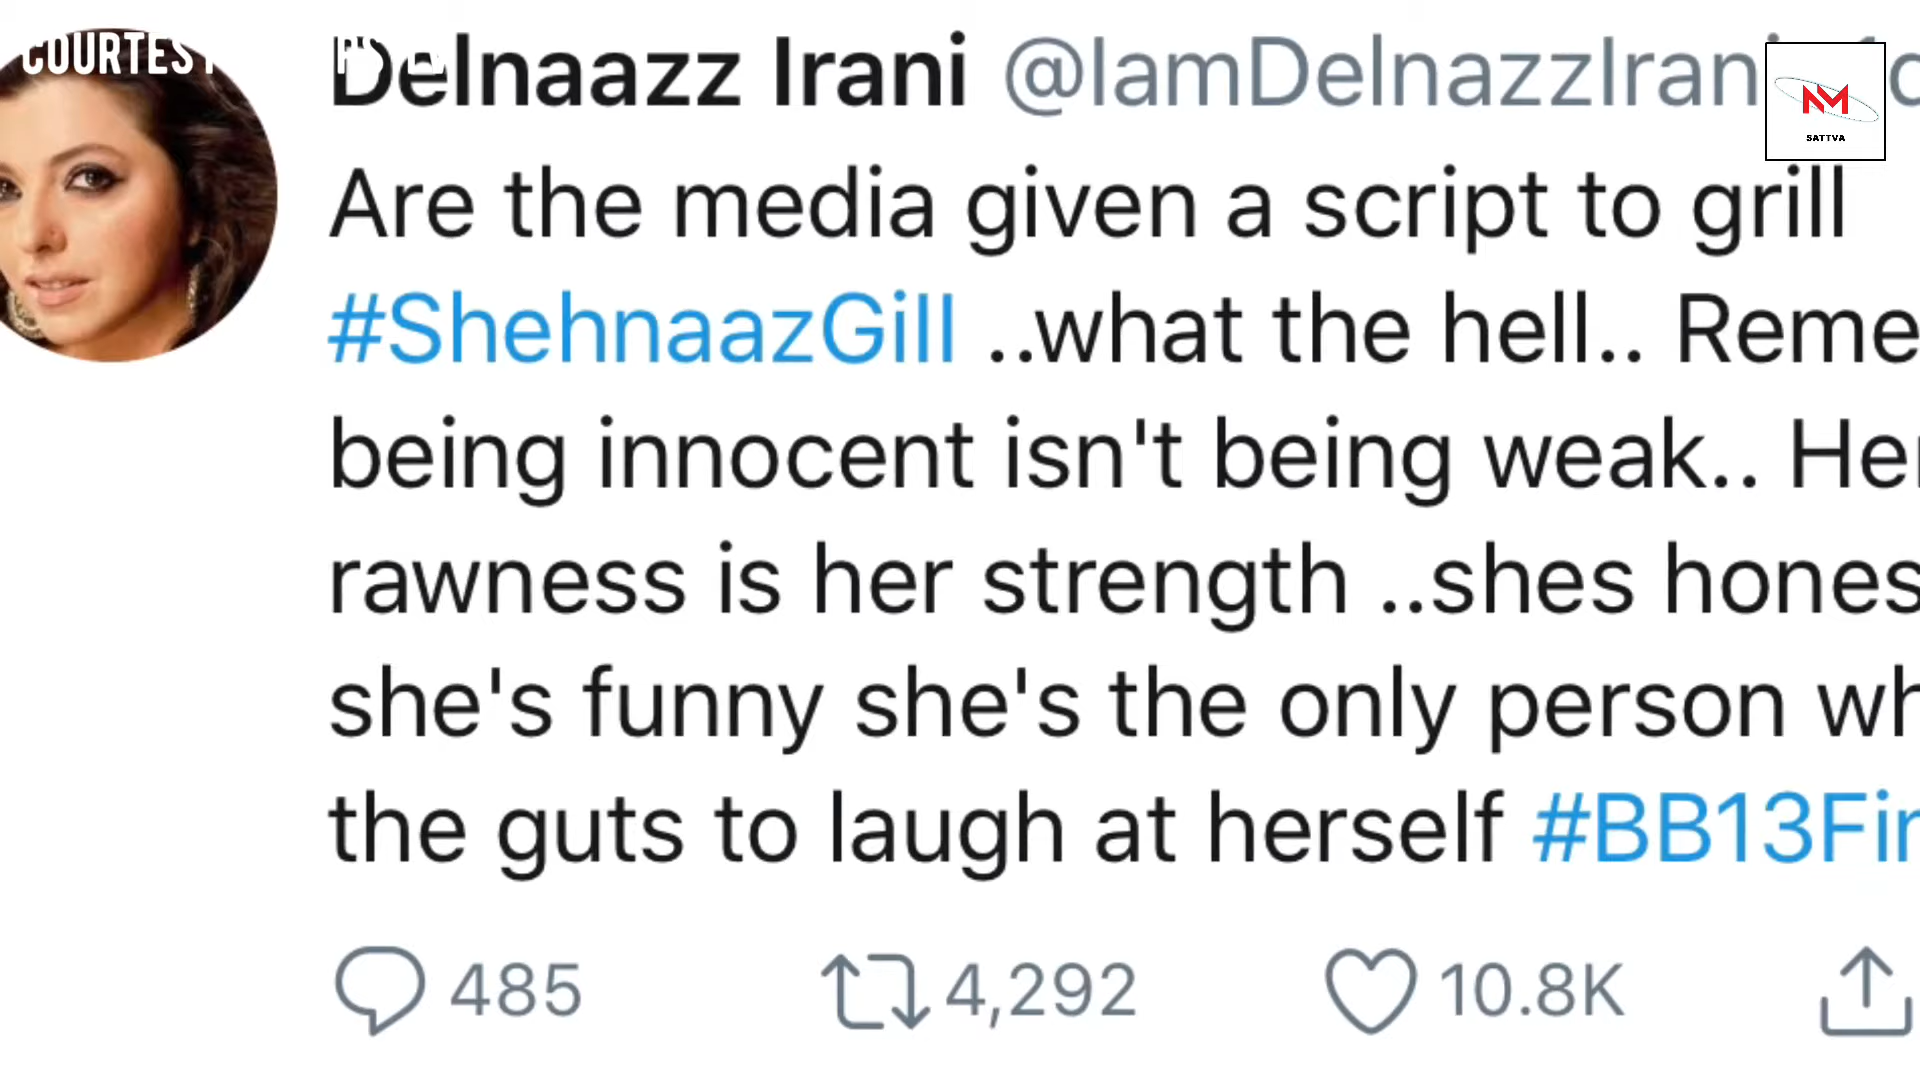 COURTESY
Delnaazz Irani @IamDelnazzIrani
SATTVA
Are the media given a script to grill
#ShehnaazGill ..what the hell.. Reme
being innocent isn't being weak.. Her
rawness is her strength ..shes hones
she's funny she's the only person wh
the guts to laugh at herself #BB13Fin
485 4,292 10.8K